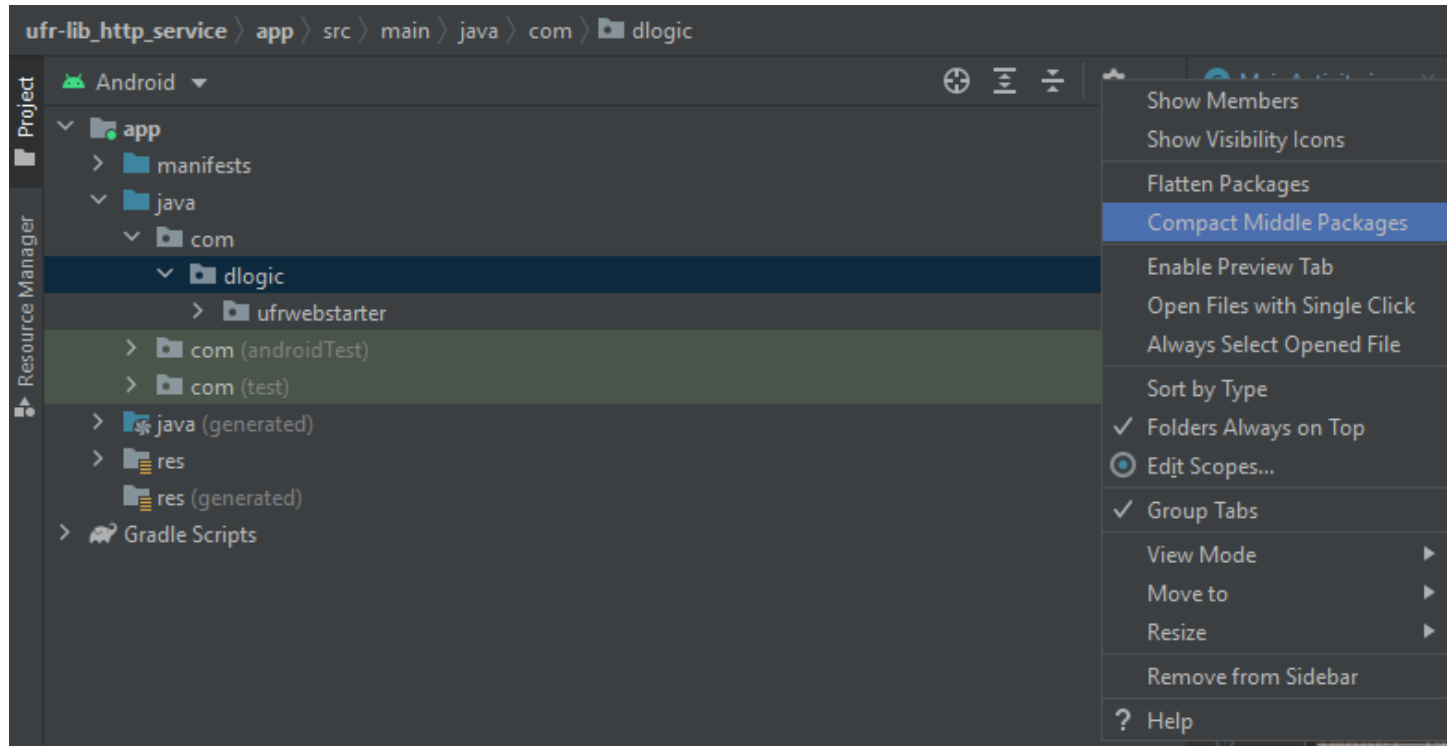 ufr-lib_http_service 〉 app 〉 src 〉 main 〉 java 〉 com 〉 dlogic
Project
Resource Manager
Android
app
manifests
java
com
dlogic
ufrwebstarter
com (androidTest)
com (test)
java (generated)
res
res (generated)
Gradle Scripts
Show Members
Show Visibility Icons
Flatten Packages
Compact Middle Packages
Enable Preview Tab
Open Files with Single Click
Always Select Opened File
Sort by Type
Folders Always on Top
Edit Scopes...
Group Tabs
View Mode
Move to
Resize
Remove from Sidebar
? Help